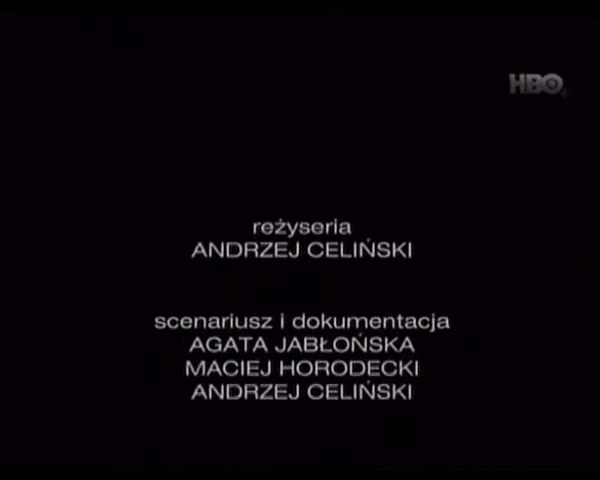 HBO
reżyseria
ANDRZEJ CELIŃSKI
scenariusz i dokumentacja
AGATA JABŁOŃSKA
MACIEJ HORODECKI
ANDRZEJ CELIŃSKI